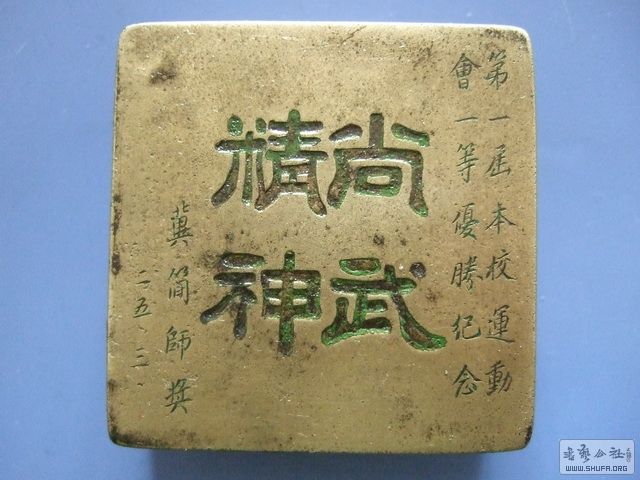 第一屆本校運動
會一等優勝紀念
尚武
精神
冀簡師獎
二五、三、
書藝公社
WWW.SHUFA.ORG